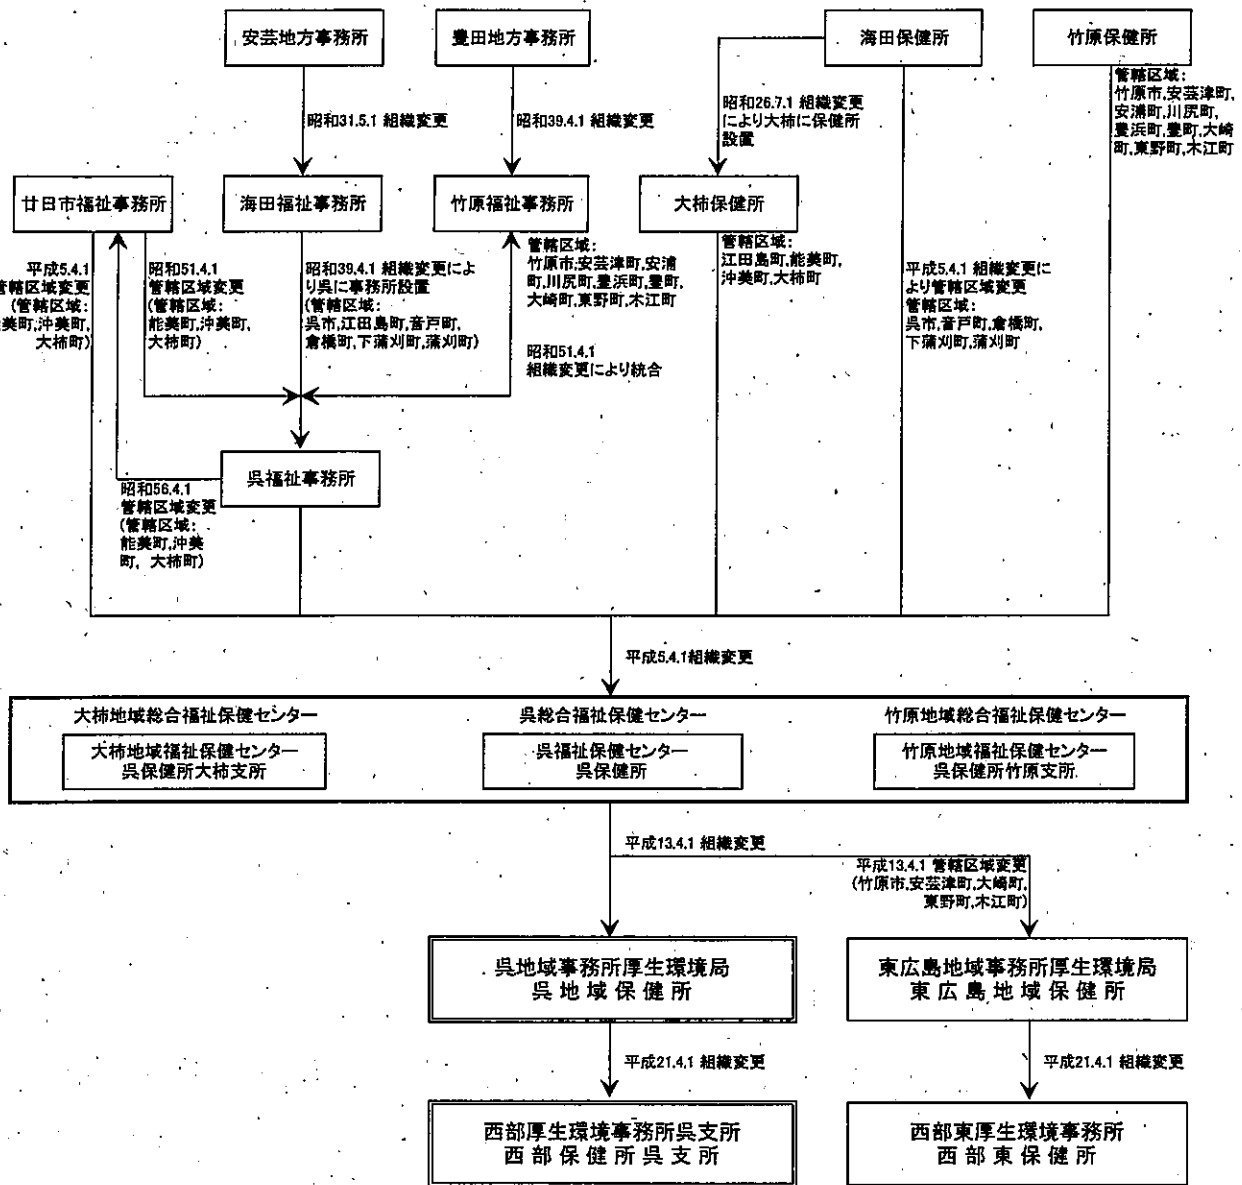 安芸地方事務所
豊田地方事務所
海田保健所
竹原保健所
昭和31.5.1 組織変更
昭和39.4.1 組織変更
昭和26.7.1 組織変更
により大柿に保健所
設置
管轄区域:
竹原市,安芸津町,
安浦町,川尻町,
豊浜町,豊町,大崎
町,東野町,木江町
廿日市福祉事務所
海田福祉事務所
竹原福祉事務所
大柿保健所
平成5.4.1
管轄区域変更
(管轄区域:
美町,沖美町,
大柿町)
昭和51.4.1
管轄区域変更
(管轄区域:
能美町,沖美町,
大柿町)
昭和39.4.1 組織変更によ
り呉に事務所設置
(管轄区域:
呉市,江田島町,音戸町,
倉橋町,下蒲刈町,蒲刈町)
管轄区域:
竹原市,安芸津町,安浦
町,川尻町,豊浜町,豊町,
大崎町,東野町,木江町
昭和51.4.1
組織変更により統合
管轄区域:
江田島町,能美町,
沖美町,大柿町
平成5.4.1 組織変更に
より管轄区域変更
管轄区域:
呉市,音戸町,倉橋町,
下蒲刈町,蒲刈町
呉福祉事務所
昭和56.4.1
管轄区域変更
(管轄区域:
能美町,沖美
町, 大柿町)
平成5.4.1組織変更
大柿地域総合福祉保健センター
呉総合福祉保健センター
竹原地域総合福祉保健センター
大柿地域福祉保健センター
呉保健所大柿支所
呉福祉保健センター
呉保健所
竹原地域福祉保健センター
呉保健所竹原支所
平成13.4.1 組織変更
平成13.4.1 管轄区域変更
(竹原市,安芸津町,大崎町,
東野町,木江町)
呉地域事務所厚生環境局
呉地域保健所
東広島地域事務所厚生環境局
東広島地域保健所
平成21.4.1 組織変更
平成21.4.1 組織変更
西部厚生環境事務所呉支所
西部保健所呉支所
西部東厚生環境事務所
西部東保健所